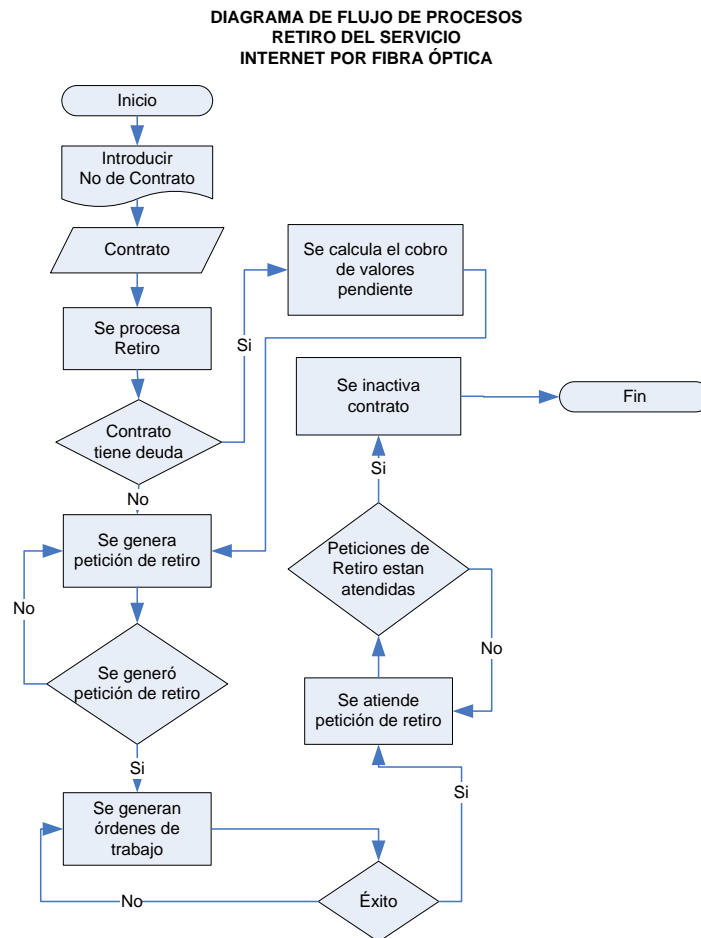 DIAGRAMA DE FLUJO DE PROCESOS
RETIRO DEL SERVICIO
INTERNET POR FIBRA ÓPTICA
Inicio
Introducir
No de Contrato
Contrato
Se procesa
Retiro
Contrato
tiene deuda
Si
Se calcula el cobro
de valores
pendiente
No
Se genera
petición de retiro
No
Se generó
petición de retiro
Si
Se generan
órdenes de
trabajo
No
Éxito
Si
Se atiende
petición de retiro
No
Peticiones de
Retiro estan
atendidas
Si
Se inactiva
contrato
Fin